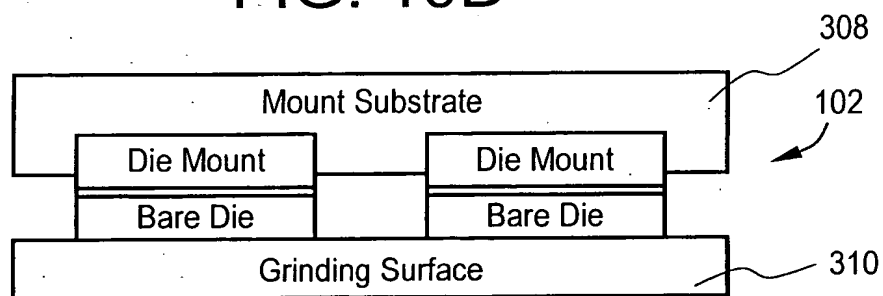 308
Mount Substrate
102
Die Mount Die Mount
Bare Die Bare Die
Grinding Surface
310